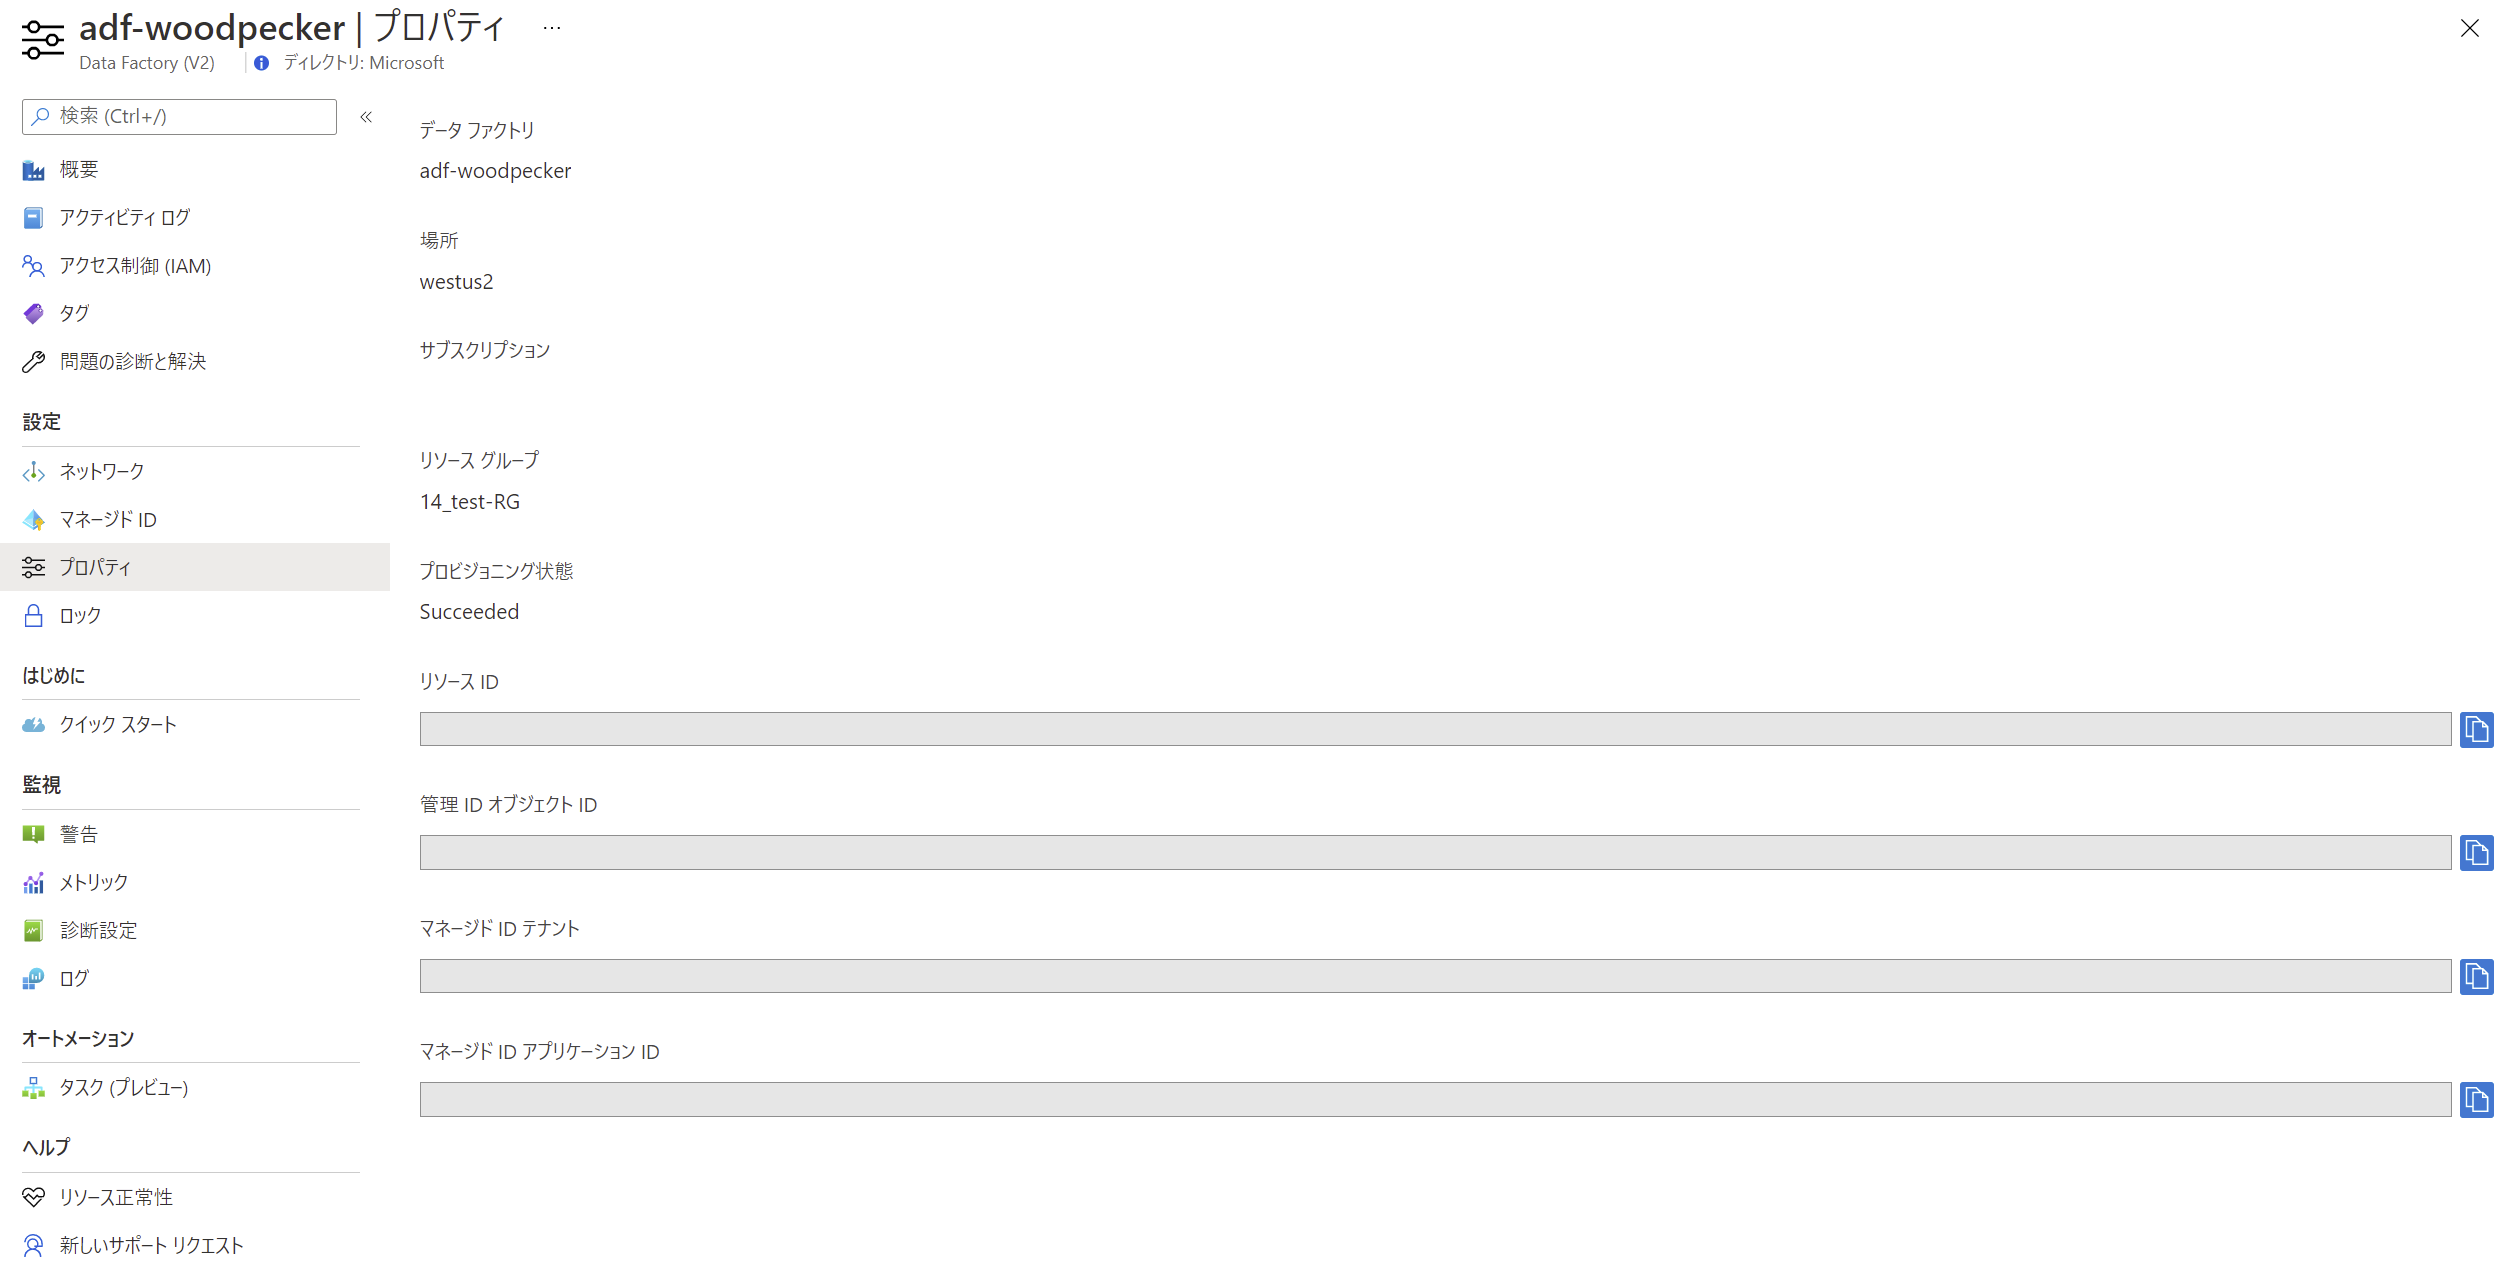 adf-woodpecker | プロパティ ...
Data Factory (V2) ディレクトリ: Microsoft
検索 (Ctrl+/)
概要
アクティビティ ログ
アクセス制御 (IAM)
タグ
問題の診断と解決
設定
ネットワーク
マネージド ID
プロパティ
ロック
はじめに
クイック スタート
監視
警告
メトリック
診断設定
ログ
オートメーション
タスク (プレビュー)
ヘルプ
リソース正常性
新しいサポート リクエスト
データ ファクトリ
adf-woodpecker
場所
westus2
サブスクリプション
リソース グループ
14_test-RG
プロビジョニング状態
Succeeded
リソース ID
管理 ID オブジェクト ID
マネージド ID テナント
マネージド ID アプリケーション ID